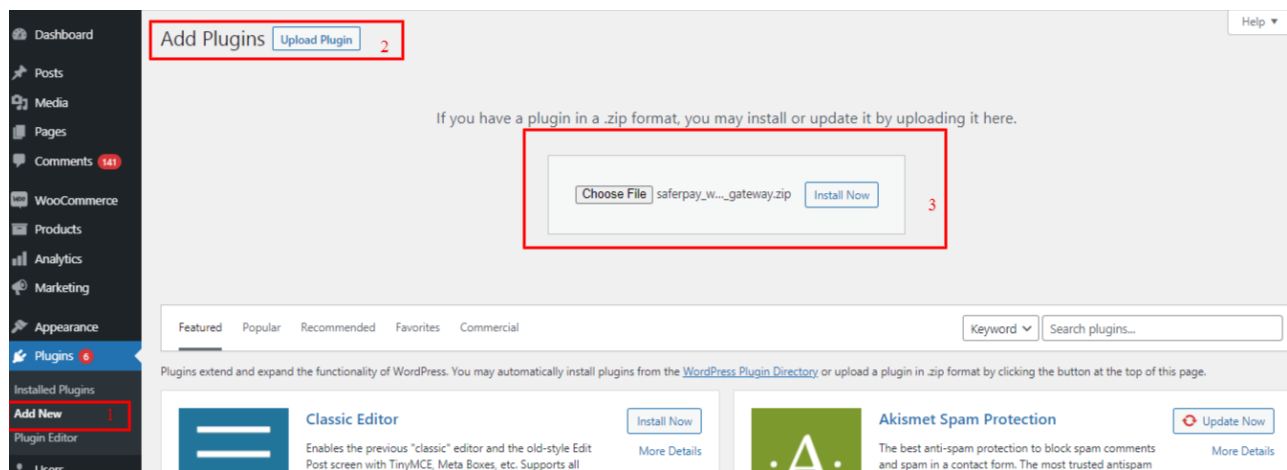 Dashboard
Posts
Media
Pages
Comments 141
WooCommerce
Products
Analytics
Marketing
Appearance
Plugins 6
Installed Plugins
Add New 1
Plugin Editor
Users
Help ▼
Add Plugins Upload Plugin 2
If you have a plugin in a .zip format, you may install or update it by uploading it here.
Choose File saferpay_w..._gateway.zip Install Now 3
Featured Popular Recommended Favorites Commercial Keyword Search plugins...
Plugins extend and expand the functionality of WordPress. You may automatically install plugins from the WordPress Plugin Directory or upload a plugin in .zip format by clicking the button at the top of this page.
Classic Editor Install Now
Enables the previous "classic" editor and the old-style Edit More Details
Post screen with TinyMCE, Meta Boxes, etc. Supports all
Akismet Spam Protection Update Now
The best anti-spam protection to block spam comments More Details
and spam in a contact form. The most trusted antispam